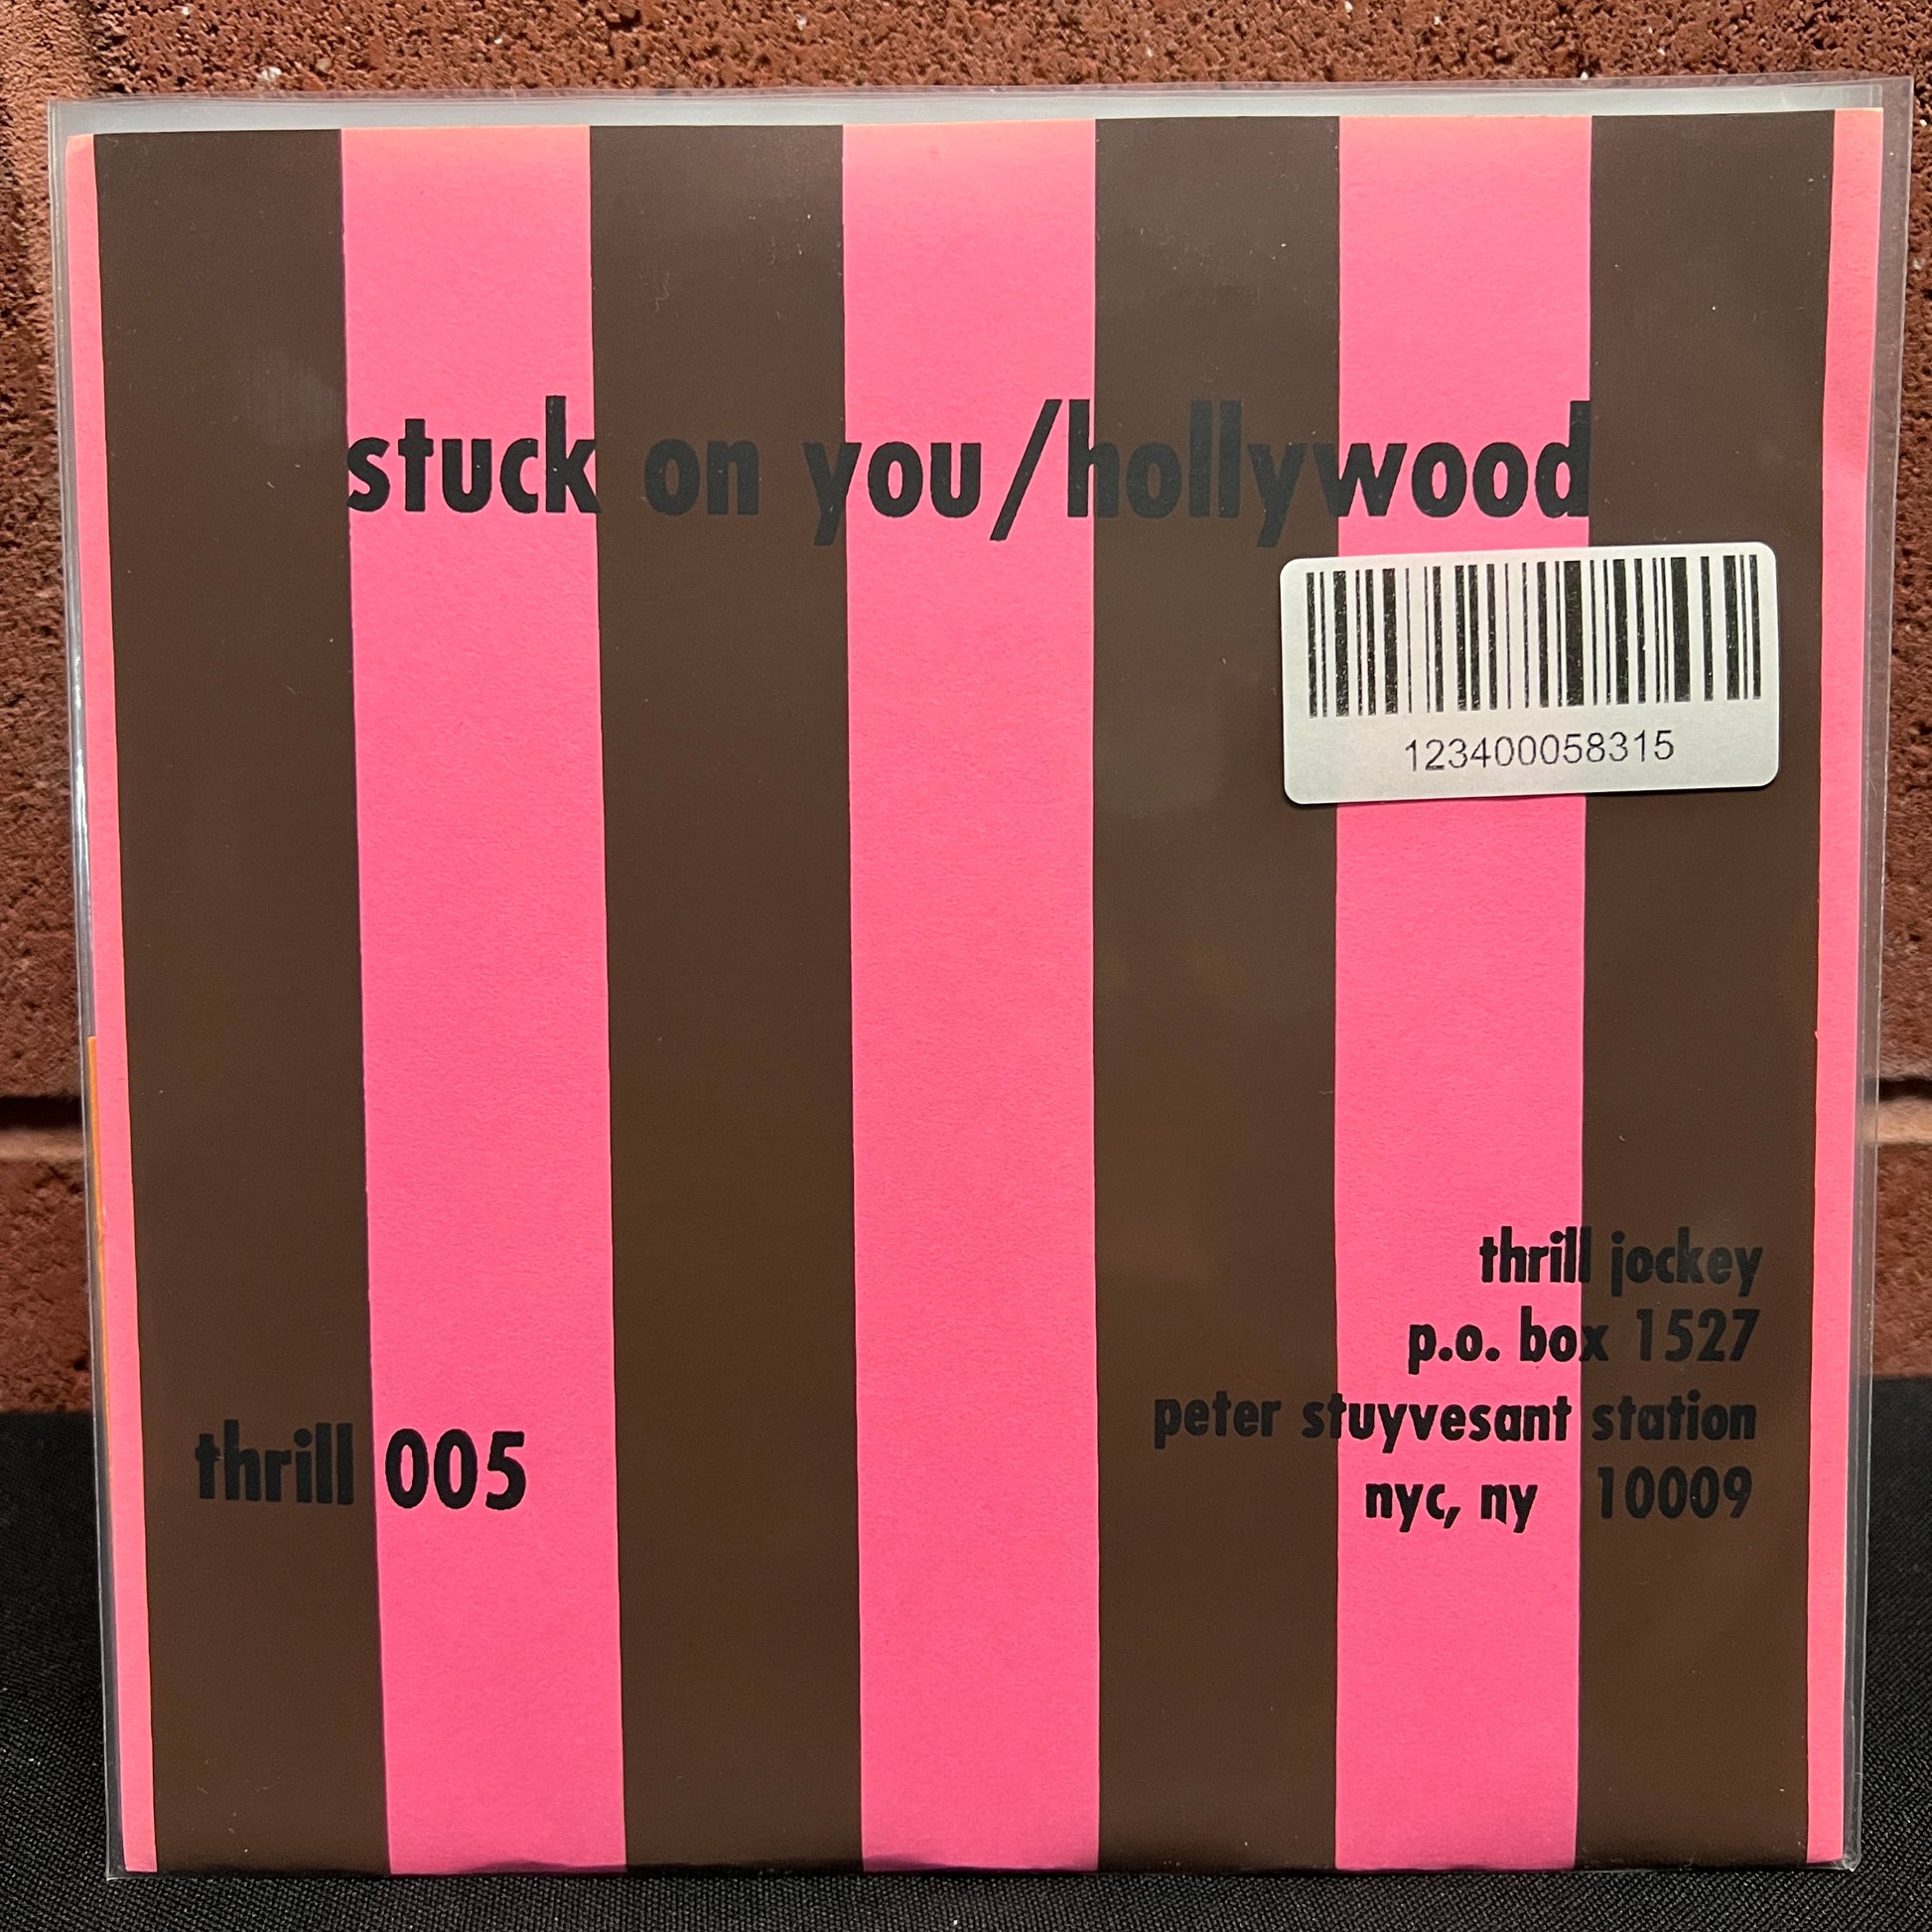 stuck on you/hollywood
123400058315
thrill 005
thrill jockey
p.o. box 1527
peter stuyvesant station
nyc, ny 10009